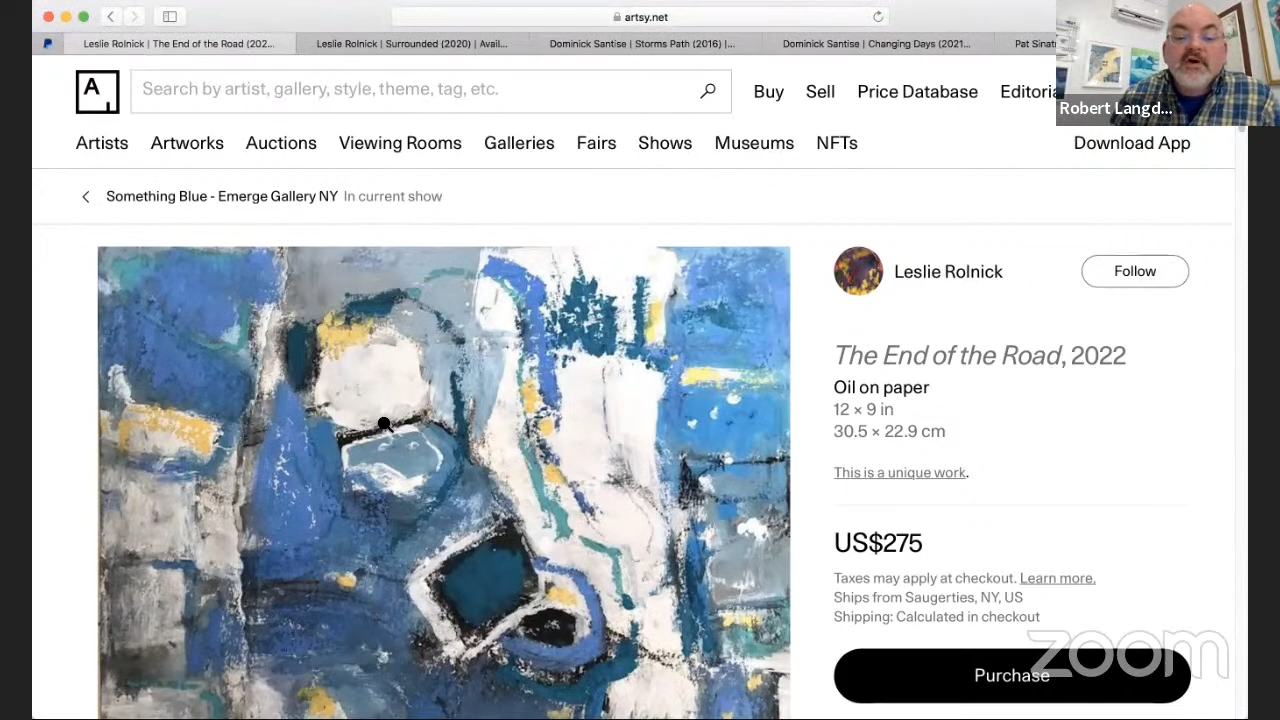 artsy.net
Leslie Rolnick | The End of the Road (202...
Leslie Rolnick | Surrounded (2020) | Avail...
Dominick Santise | Storms Path (2016) |...
Dominick Santise | Changing Days (2021...
Pat Sinat
A
Search by artist, gallery, style, theme, tag, etc.
Buy
Sell
Price Database
Editoria
Robert Langd...
Artists
Artworks
Auctions
Viewing Rooms
Galleries
Fairs
Shows
Museums
NFTs
Download App
Something Blue - Emerge Gallery NY In current show
Leslie Rolnick
Follow
The End of the Road, 2022
Oil on paper
12 × 9 in
30.5 × 22.9 cm
This is a unique work.
US$275
Taxes may apply at checkout. Learn more.
Ships from Saugerties, NY, US
Shipping: Calculated in checkout
zoom
Purchase